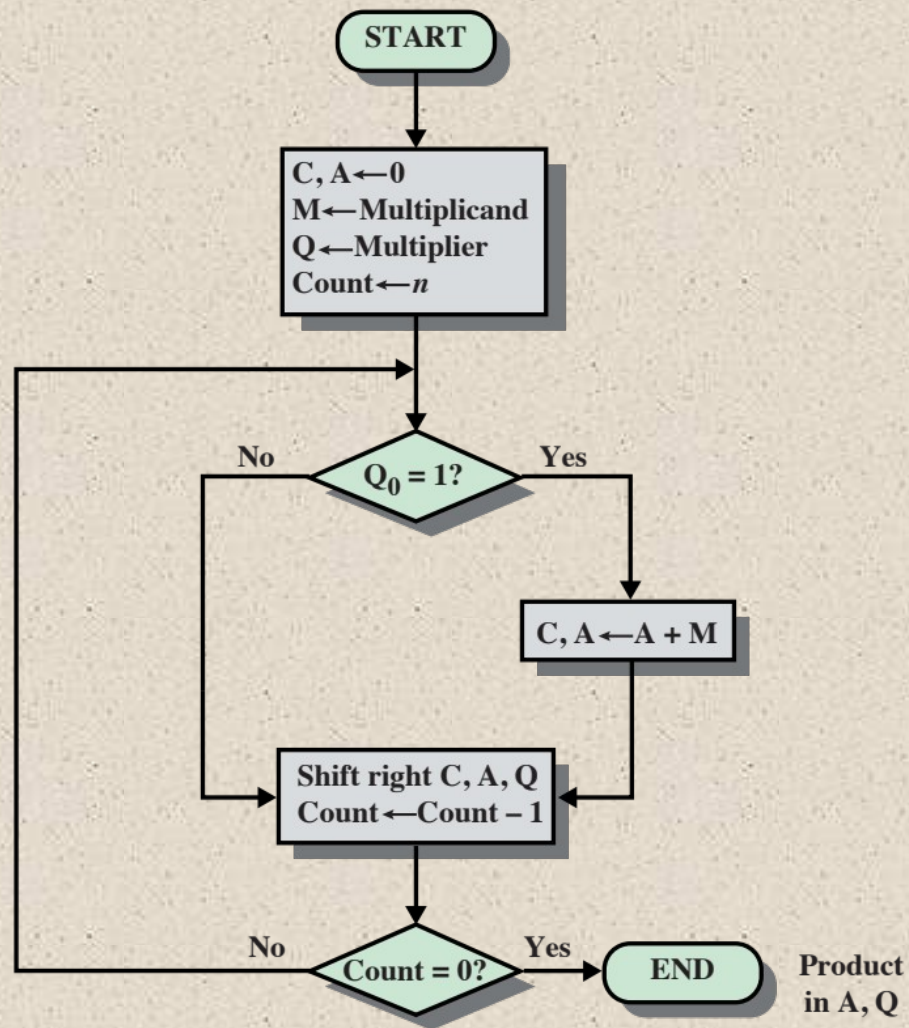 START
C, A←0
M←Multiplicand
Q←Multiplier
Count←n
No
Q0 = 1?
Yes
C, A←A + M
Shift right C, A, Q
Count←Count – 1
No
Count = 0?
Yes
END
Product
in A, Q